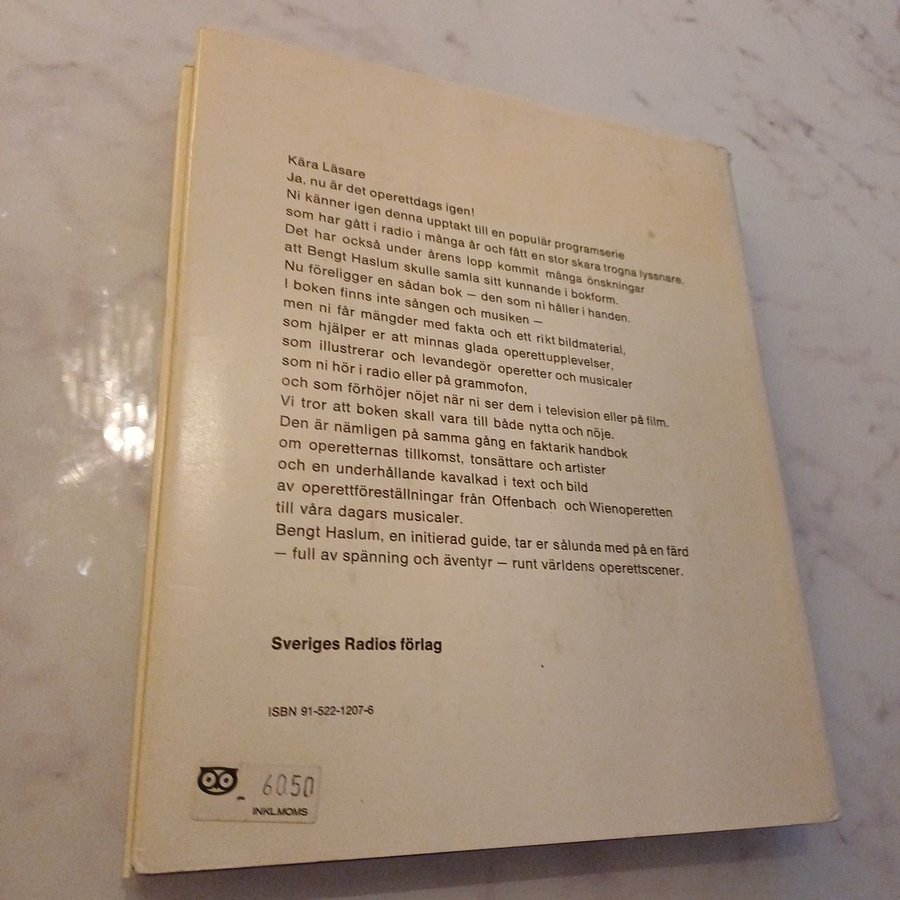 Kära Läsare
Ja, nu är det operettdags igen!
Ni känner igen denna upptakt till en populär programserie
som har gått i radio i många år och fått en stor skara trogna lyssnare.
Det har också under årens lopp kommit många önskningar
att Bengt Haslum skulle samla sitt kunnande i bokform.
Nu föreligger en sådan bok – den som ni håller i handen.
I boken finns inte sången och musiken –
men ni får mängder med fakta och ett rikt bildmaterial,
som hjälper er att minnas glada operettupplevelser,
som illustrerar och levandegör operetter och musicaler
som ni hör i radio eller på grammofon,
och som förhöjer nöjet när ni ser dem i television eller på film.
Vi tror att boken skall vara till både nytta och nöje.
Den är nämligen på samma gång en faktarik handbok
om operetternas tillkomst, tonsättare och artister
och en underhållande kavalkad i text och bild
av operettföreställningar från Offenbach och Wienoperetten
till våra dagars musicaler.
Bengt Haslum, en initierad guide, tar er sålunda med på en färd
– full av spänning och äventyr – runt världens operettscener.
Sveriges Radios förlag
ISBN 91-522-1207-6
6050
INKL.MOMS